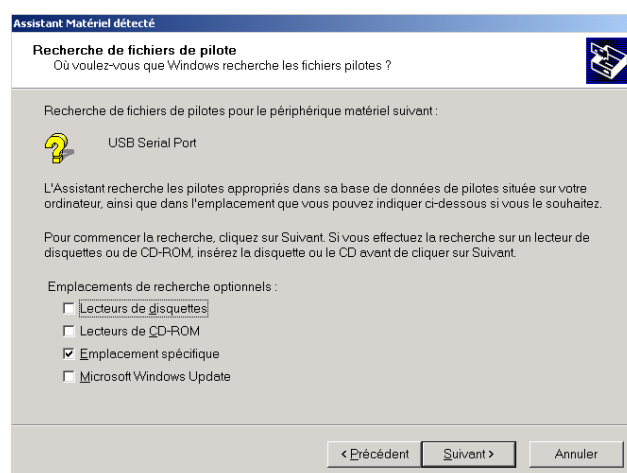 Assistant Matériel détecté
Recherche de fichiers de pilote
Où voulez-vous que Windows recherche les fichiers pilotes ?
Recherche de fichiers de pilotes pour le périphérique matériel suivant :
USB Serial Port
L'Assistant recherche les pilotes appropriés dans sa base de données de pilotes située sur votre
ordinateur, ainsi que dans l'emplacement que vous pouvez indiquer ci-dessous si vous le souhaitez.
Pour commencer la recherche, cliquez sur Suivant. Si vous effectuez la recherche sur un lecteur de
disquettes ou de CD-ROM, insérez la disquette ou le CD avant de cliquer sur Suivant.
Emplacements de recherche optionnels :
Lecteurs de disquettes
Lecteurs de CD-ROM
Emplacement spécifique
Microsoft Windows Update
< Précédent Suivant > Annuler